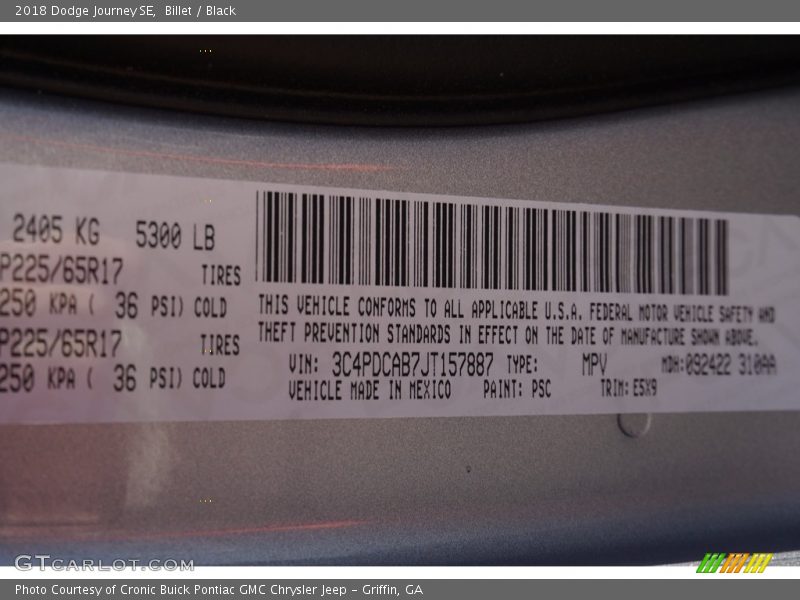 2018 Dodge Journey SE,  Billet / Black
2405 KG 5300 LB
P225/65R17 TIRES
250 KPA ( 36 PSI) COLD
P225/65R17 TIRES
250 KPA ( 36 PSI) COLD
THIS VEHICLE CONFORMS TO ALL APPLICABLE U.S.A. FEDERAL MOTOR VEHICLE SAFETY AND
THEFT PREVENTION STANDARDS IN EFFECT ON THE DATE OF MANUFACTURE SHOWN ABOVE.
VIN: 3C4PDCAB7JT157887 TYPE: MPV MDH:092422 310AA
VEHICLE MADE IN MEXICO PAINT: PSC TRIM: E5X9
GTCARLOT.COM
Photo Courtesy of Cronic Buick Pontiac GMC Chrysler Jeep - Griffin, GA